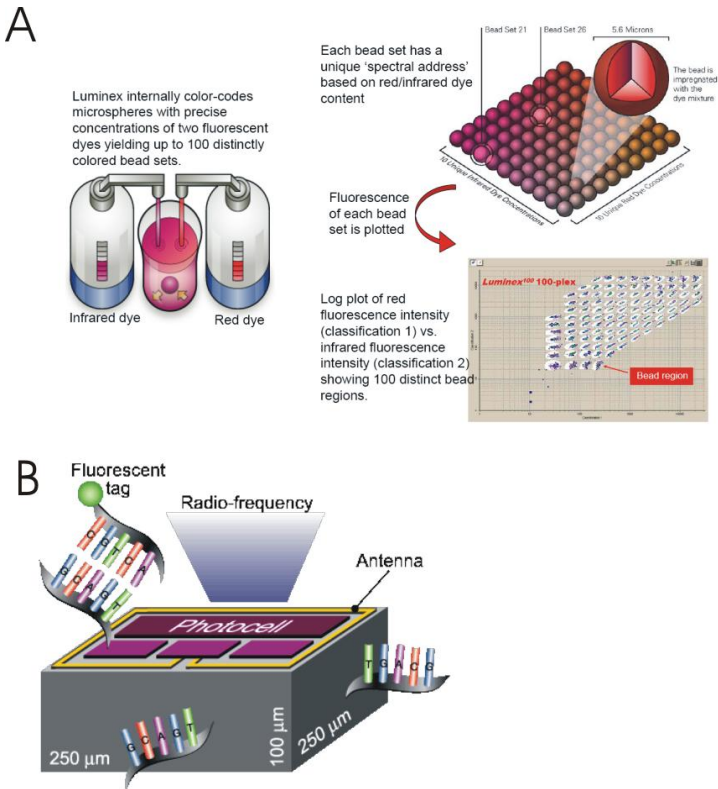 A
Luminex internally color-codes
microspheres with precise
concentrations of two fluorescent
dyes yielding up to 100 distinctly
colored bead sets.
Infrared dye
Red dye
Each bead set has a
unique ‘spectral address’
based on red/infrared dye
content
Bead Set 21
Bead Set 26
5.6 Microns
The bead is
impregnated
with the
dye mixture
10 Unique Infrared Dye Concentrations
10 Unique Red Dye Concentrations
Fluorescence
of each bead
set is plotted
Log plot of red
fluorescence intensity
(classification 1) vs.
infrared fluorescence
intensity (classification 2)
showing 100 distinct bead
regions.
Luminex100 100-plex
Bead region
B
Fluorescent
tag
Radio-frequency
Antenna
Photocell
C G T C A
G C A G T
T G A C G
G C A G T
250 µm
100 µm
250 µm